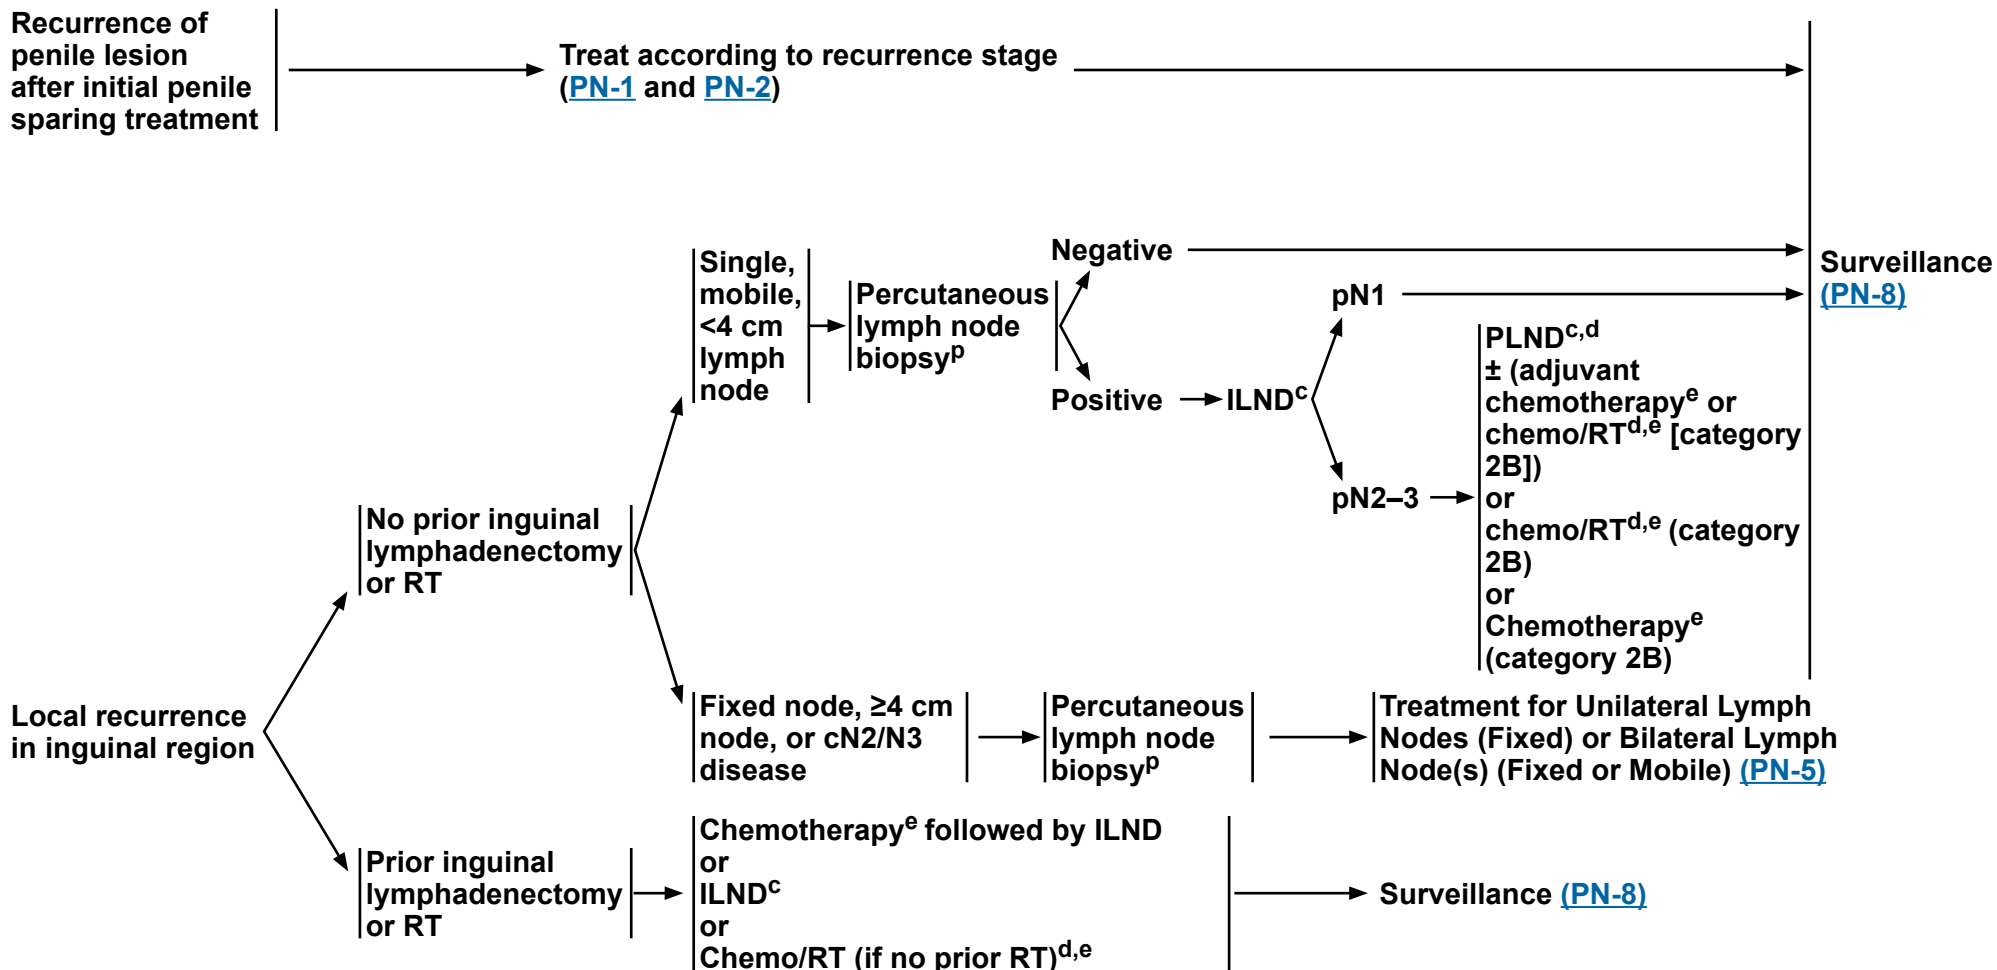 Recurrence of
penile lesion
after initial penile
sparing treatment
Treat according to recurrence stage
(PN-1 and PN-2)
Surveillance
(PN-8)
Local recurrence
in inguinal region
No prior inguinal
lymphadenectomy
or RT
Single,
mobile,
<4 cm
lymph
node
Percutaneous
lymph node
biopsyᵖ
Negative
Positive
ILNDᶜ
pN1
pN2–3
PLNDᶜ,ᵈ
± (adjuvant
chemotherapyᵉ or
chemo/RTᵈ,ᵉ [category
2B])
or
chemo/RTᵈ,ᵉ (category
2B)
or
Chemotherapyᵉ
(category 2B)
Fixed node, ≥4 cm
node, or cN2/N3
disease
Percutaneous
lymph node
biopsyᵖ
Treatment for Unilateral Lymph
Nodes (Fixed) or Bilateral Lymph
Node(s) (Fixed or Mobile) (PN-5)
Prior inguinal
lymphadenectomy
or RT
Chemotherapyᵉ followed by ILND
or
ILNDᶜ
or
Chemo/RT (if no prior RT)ᵈ,ᵉ
Surveillance (PN-8)